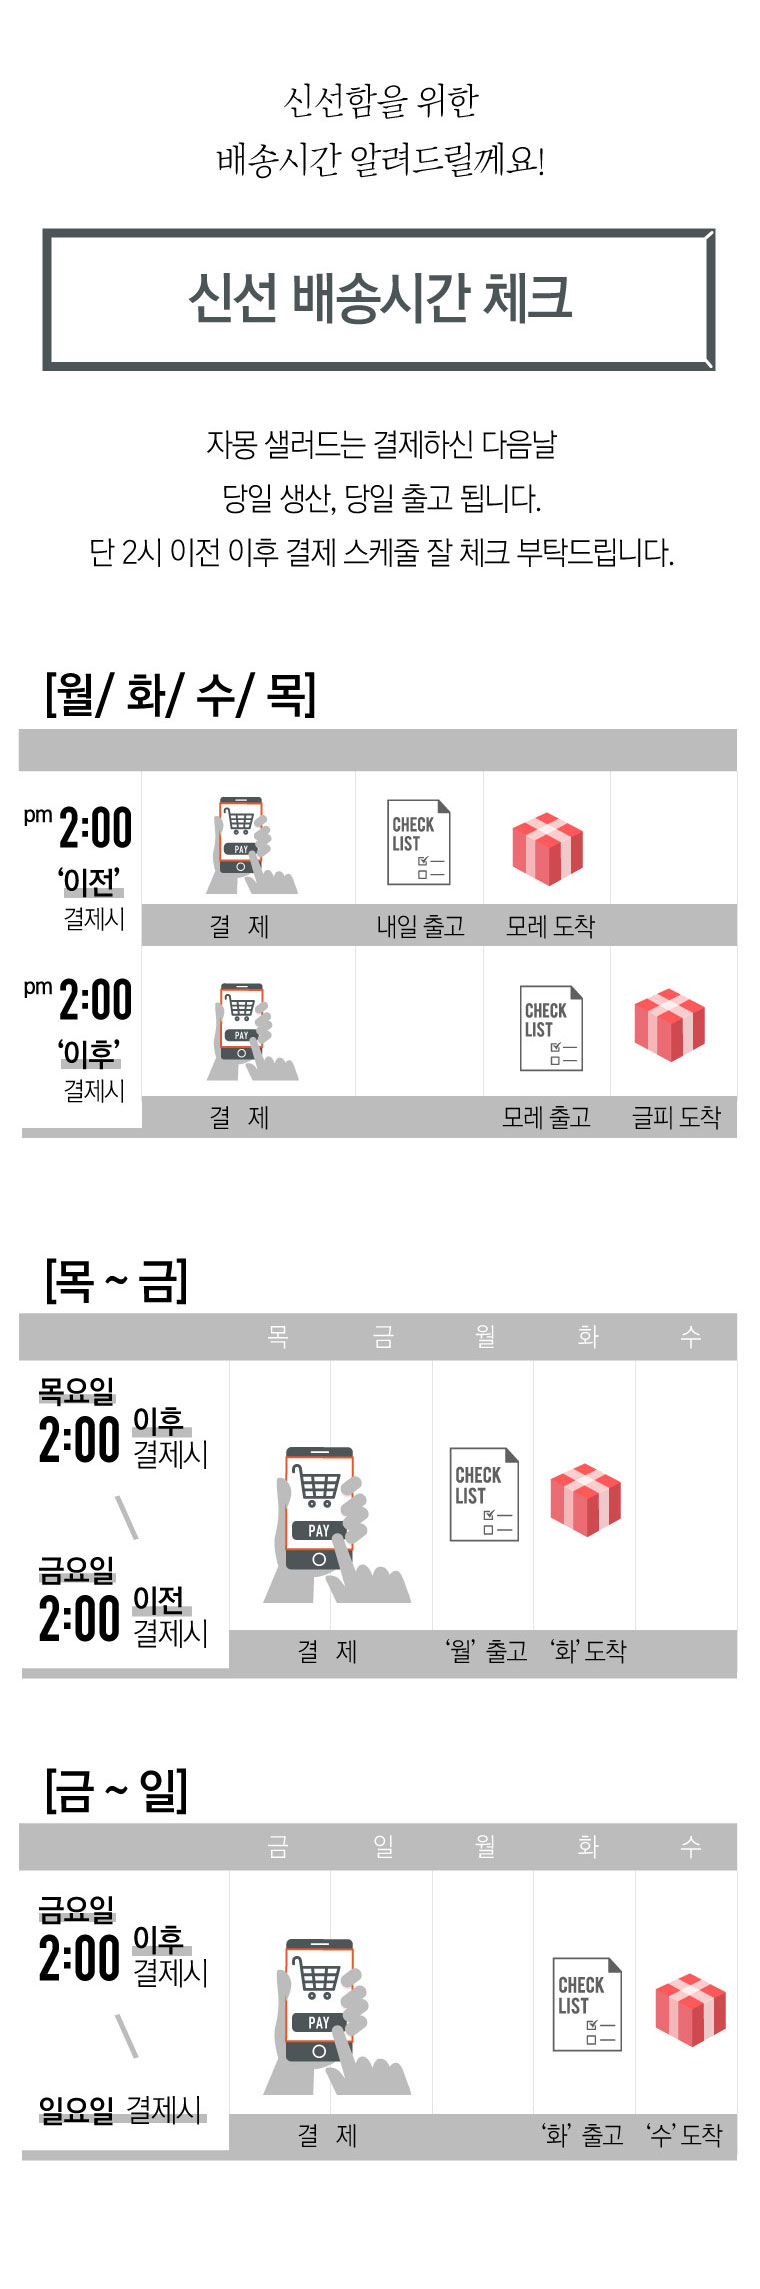 신선함을 위한
배송시간 알려드릴께요!
신선 배송시간 체크
자몽 샐러드는 결제하신 다음날
당일 생산, 당일 출고 됩니다.
단 2시 이전 이후 결제 스케줄 잘 체크 부탁드립니다.
[월/ 화/ 수/ 목]
pm 2:00
‘이전’
결제시
PAY
CHECK
LIST
결 제
내일 출고
모레 도착
pm 2:00
‘이후’
결제시
PAY
CHECK
LIST
결 제
모레 출고
글피 도착
[목 ~ 금]
목 금 월 화 수
목요일
2:00 이후
결제시
금요일
2:00 이전
결제시
PAY
CHECK
LIST
결 제
‘월’ 출고
‘화’ 도착
[금 ~ 일]
금 일 월 화 수
금요일
2:00 이후
결제시
일요일 결제시
PAY
CHECK
LIST
결 제
‘화’ 출고
‘수’ 도착